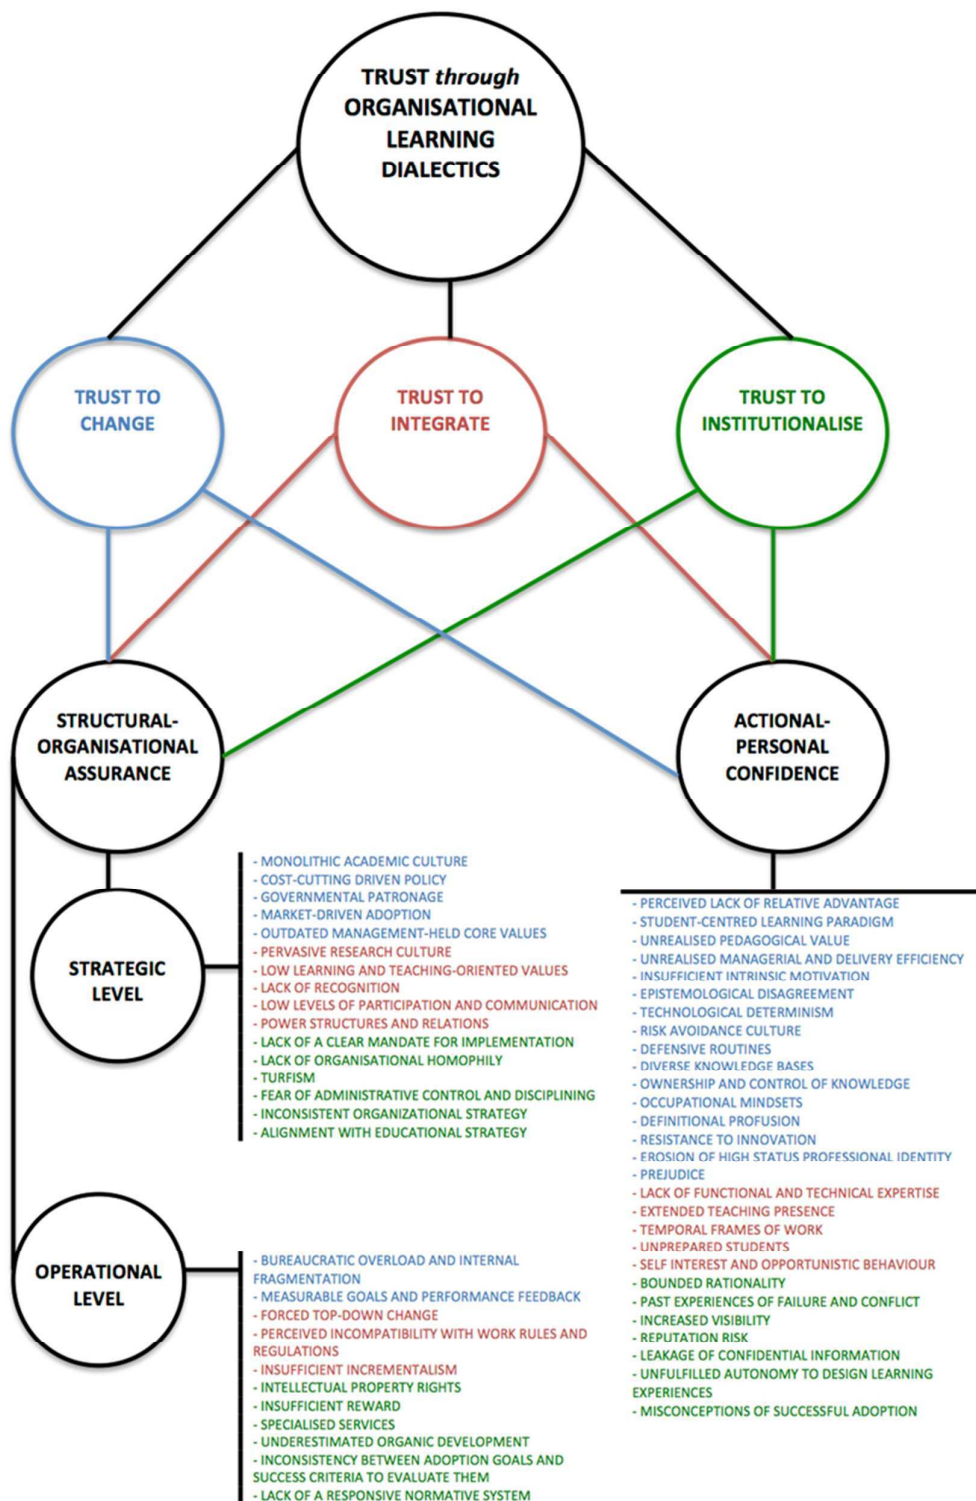 TRUST through
ORGANISATIONAL
LEARNING
DIALECTICS
TRUST TO
CHANGE
TRUST TO
INTEGRATE
TRUST TO
INSTITUTIONALISE
STRUCTURAL-
ORGANISATIONAL
ASSURANCE
ACTIONAL-
PERSONAL
CONFIDENCE
STRATEGIC
LEVEL
- MONOLITHIC ACADEMIC CULTURE
- COST-CUTTING DRIVEN POLICY
- GOVERNMENTAL PATRONAGE
- MARKET-DRIVEN ADOPTION
- OUTDATED MANAGEMENT-HELD CORE VALUES
- PERVASIVE RESEARCH CULTURE
- LOW LEARNING AND TEACHING-ORIENTED VALUES
- LACK OF RECOGNITION
- LOW LEVELS OF PARTICIPATION AND COMMUNICATION
- POWER STRUCTURES AND RELATIONS
- LACK OF A CLEAR MANDATE FOR IMPLEMENTATION
- LACK OF ORGANISATIONAL HOMOPHILY
- TURFISM
- FEAR OF ADMINISTRATIVE CONTROL AND DISCIPLINING
- INCONSISTENT ORGANIZATIONAL STRATEGY
- ALIGNMENT WITH EDUCATIONAL STRATEGY
OPERATIONAL
LEVEL
- BUREAUCRATIC OVERLOAD AND INTERNAL
FRAGMENTATION
- MEASURABLE GOALS AND PERFORMANCE FEEDBACK
- FORCED TOP-DOWN CHANGE
- PERCEIVED INCOMPATIBILITY WITH WORK RULES AND
REGULATIONS
- INSUFFICIENT INCREMENTALISM
- INTELLECTUAL PROPERTY RIGHTS
- INSUFFICIENT REWARD
- SPECIALISED SERVICES
- UNDERESTIMATED ORGANIC DEVELOPMENT
- INCONSISTENCY BETWEEN ADOPTION GOALS AND
SUCCESS CRITERIA TO EVALUATE THEM
- LACK OF A RESPONSIVE NORMATIVE SYSTEM
- PERCEIVED LACK OF RELATIVE ADVANTAGE
- STUDENT-CENTRED LEARNING PARADIGM
- UNREALISED PEDAGOGICAL VALUE
- UNREALISED MANAGERIAL AND DELIVERY EFFICIENCY
- INSUFFICIENT INTRINSIC MOTIVATION
- EPISTEMOLOGICAL DISAGREEMENT
- TECHNOLOGICAL DETERMINISM
- RISK AVOIDANCE CULTURE
- DEFENSIVE ROUTINES
- DIVERSE KNOWLEDGE BASES
- OWNERSHIP AND CONTROL OF KNOWLEDGE
- OCCUPATIONAL MINDSETS
- DEFINITIONAL PROFUSION
- RESISTANCE TO INNOVATION
- EROSION OF HIGH STATUS PROFESSIONAL IDENTITY
- PREJUDICE
- LACK OF FUNCTIONAL AND TECHNICAL EXPERTISE
- EXTENDED TEACHING PRESENCE
- TEMPORAL FRAMES OF WORK
- UNPREPARED STUDENTS
- SELF INTEREST AND OPPORTUNISTIC BEHAVIOUR
- BOUNDED RATIONALITY
- PAST EXPERIENCES OF FAILURE AND CONFLICT
- INCREASED VISIBILITY
- REPUTATION RISK
- LEAKAGE OF CONFIDENTIAL INFORMATION
- UNFULFILLED AUTONOMY TO DESIGN LEARNING
EXPERIENCES
- MISCONCEPTIONS OF SUCCESSFUL ADOPTION